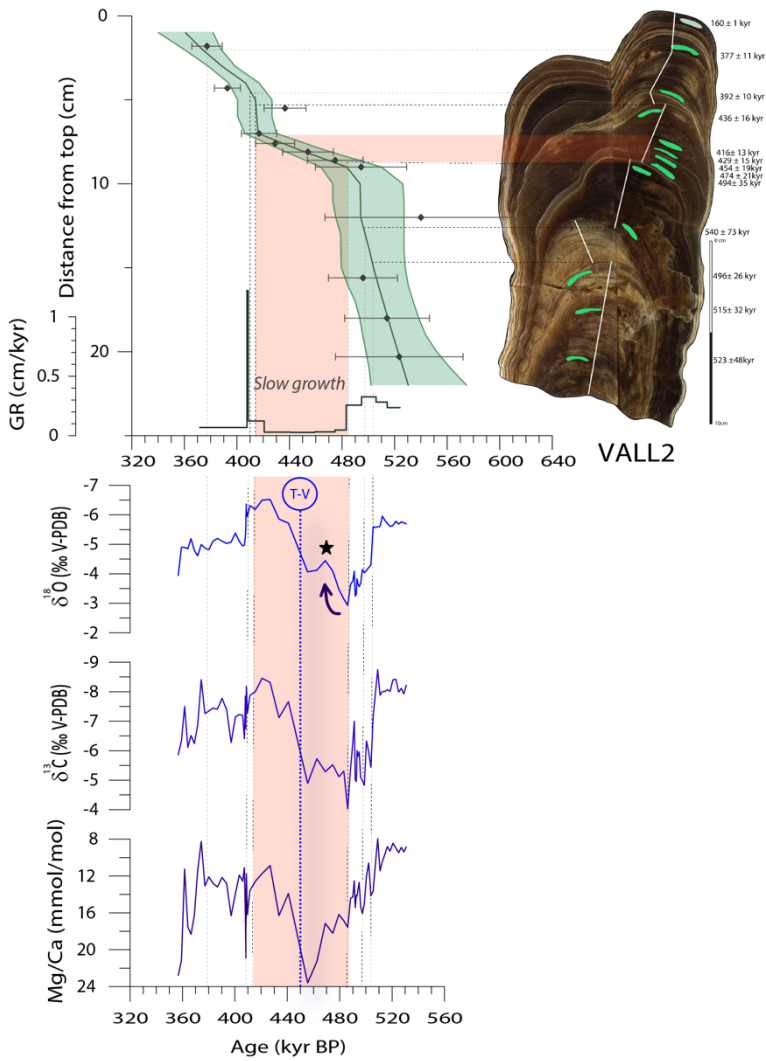 0
10
20
Distance from top (cm)
1
0.5
0
GR (cm/kyr)
Slow growth
320 360 400 440 480 520 560 600 640
160 ± 1 kyr
377 ± 11 kyr
392 ± 10 kyr
436 ± 16 kyr
416± 13 kyr
429 ± 15 kyr
454 ± 19kyr
474 ± 21kyr
494± 35 kyr
540 ± 73 kyr
0 cm
496± 26 kyr
515± 32 kyr
523 ±48kyr
10cm
VALL2
-7
-6
-5
-4
-3
-2
δ18O (‰ V-PDB)
T-V
-9
-8
-7
-6
-5
-4
δ13C (‰ V-PDB)
8
12
16
20
24
Mg/Ca (mmol/mol)
320 360 400 440 480 520 560
Age (kyr BP)